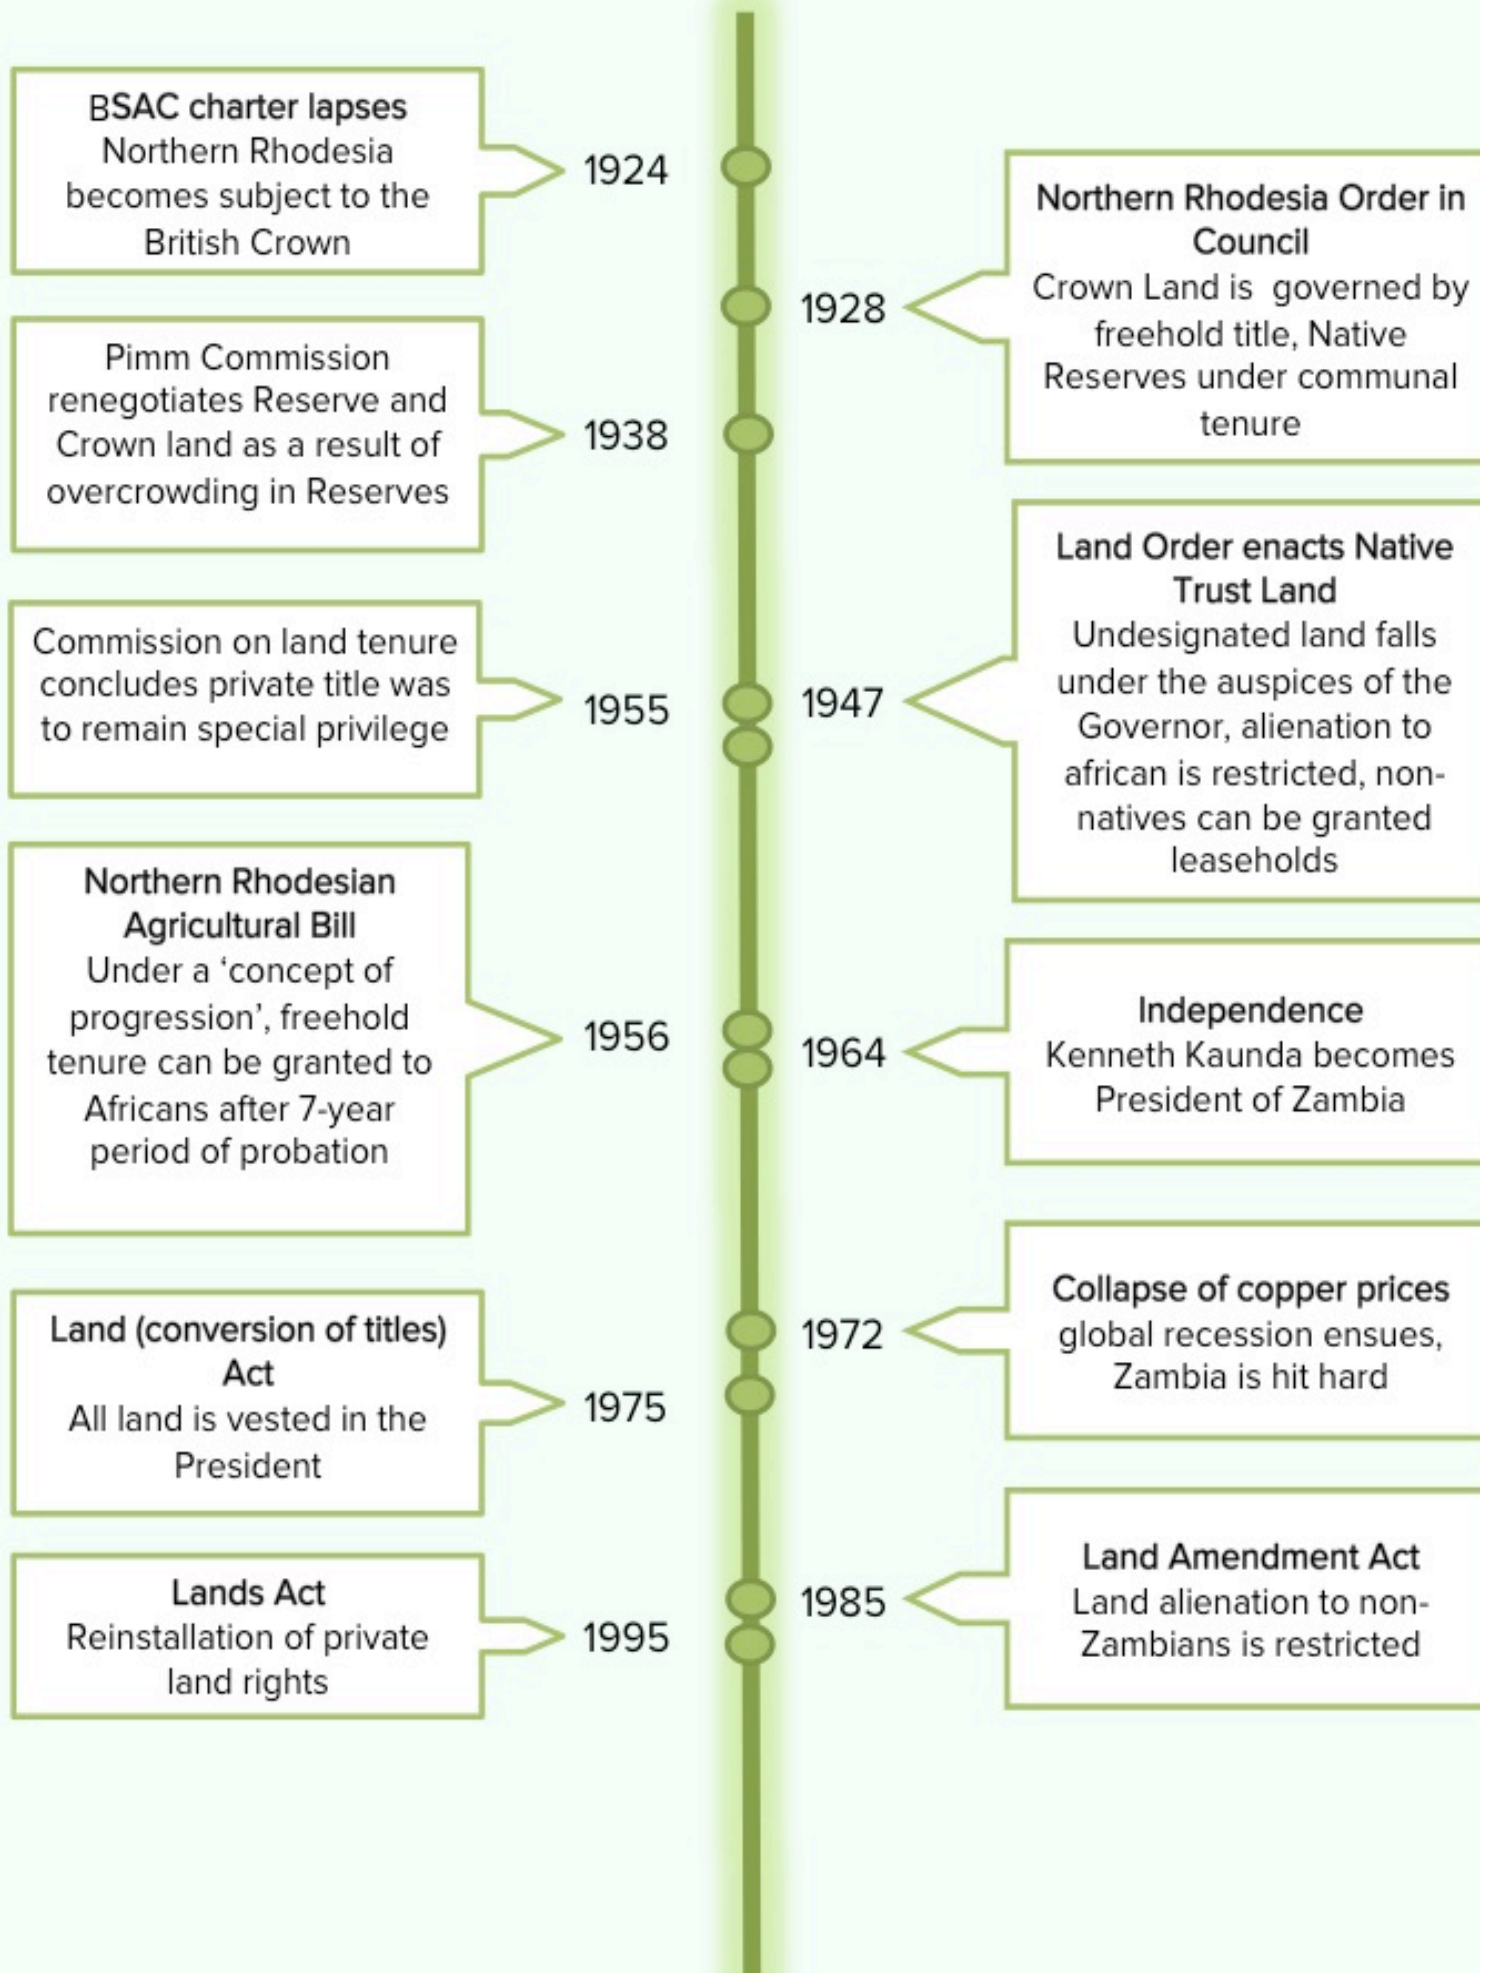 BSAC charter lapses
Northern Rhodesia
becomes subject to the
British Crown
1924
Northern Rhodesia Order in
Council
Crown Land is governed by
freehold title, Native
Reserves under communal
tenure
1928
Pimm Commission
renegotiates Reserve and
Crown land as a result of
overcrowding in Reserves
1938
Land Order enacts Native
Trust Land
Undesignated land falls
under the auspices of the
Governor, alienation to
african is restricted, non-
natives can be granted
leaseholds
1947
Commission on land tenure
concludes private title was
to remain special privilege
1955
Northern Rhodesian
Agricultural Bill
Under a ‘concept of
progression’, freehold
tenure can be granted to
Africans after 7-year
period of probation
1956
Independence
Kenneth Kaunda becomes
President of Zambia
1964
Collapse of copper prices
global recession ensues,
Zambia is hit hard
1972
Land (conversion of titles)
Act
All land is vested in the
President
1975
Land Amendment Act
Land alienation to non-
Zambians is restricted
1985
Lands Act
Reinstallation of private
land rights
1995